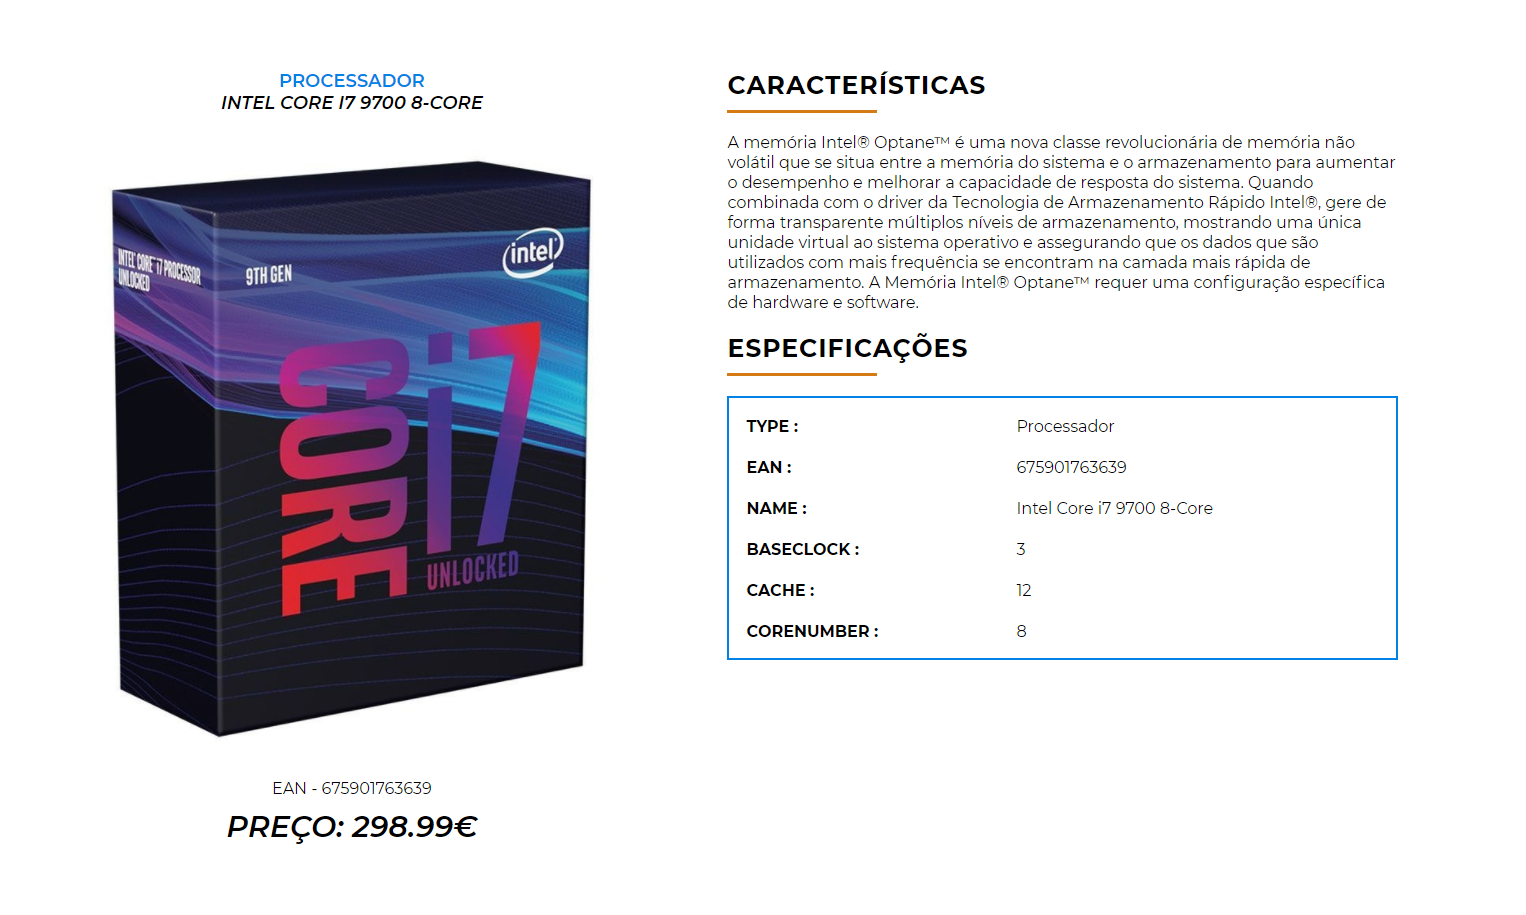 PROCESSADOR
INTEL CORE I7 9700 8-CORE
INTEL® CORE™ i7 PROCESSOR
UNLOCKED
9TH GEN
intel
CORE i7
UNLOCKED
EAN - 675901763639
PREÇO: 298.99€
CARACTERÍSTICAS
A memória Intel® Optane™ é uma nova classe revolucionária de memória não
volátil que se situa entre a memória do sistema e o armazenamento para aumentar
o desempenho e melhorar a capacidade de resposta do sistema. Quando
combinada com o driver da Tecnologia de Armazenamento Rápido Intel®, gere de
forma transparente múltiplos níveis de armazenamento, mostrando uma única
unidade virtual ao sistema operativo e assegurando que os dados que são
utilizados com mais frequência se encontram na camada mais rápida de
armazenamento. A Memória Intel® Optane™ requer uma configuração específica
de hardware e software.
ESPECIFICAÇÕES
TYPE : Processador
EAN : 675901763639
NAME : Intel Core i7 9700 8-Core
BASECLOCK : 3
CACHE : 12
CORENUMBER : 8